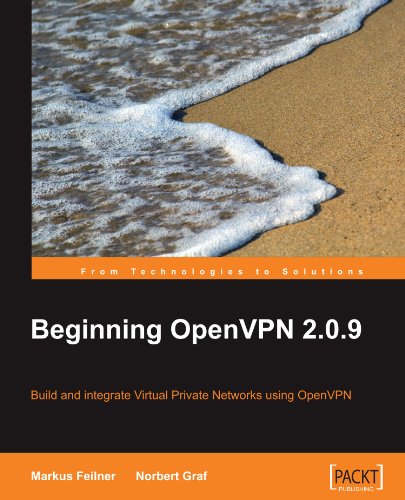 From Technologies to Solutions
Beginning OpenVPN 2.0.9
Build and integrate Virtual Private Networks using OpenVPN
Markus Feilner Norbert Graf
[PACKT]
PUBLISHING